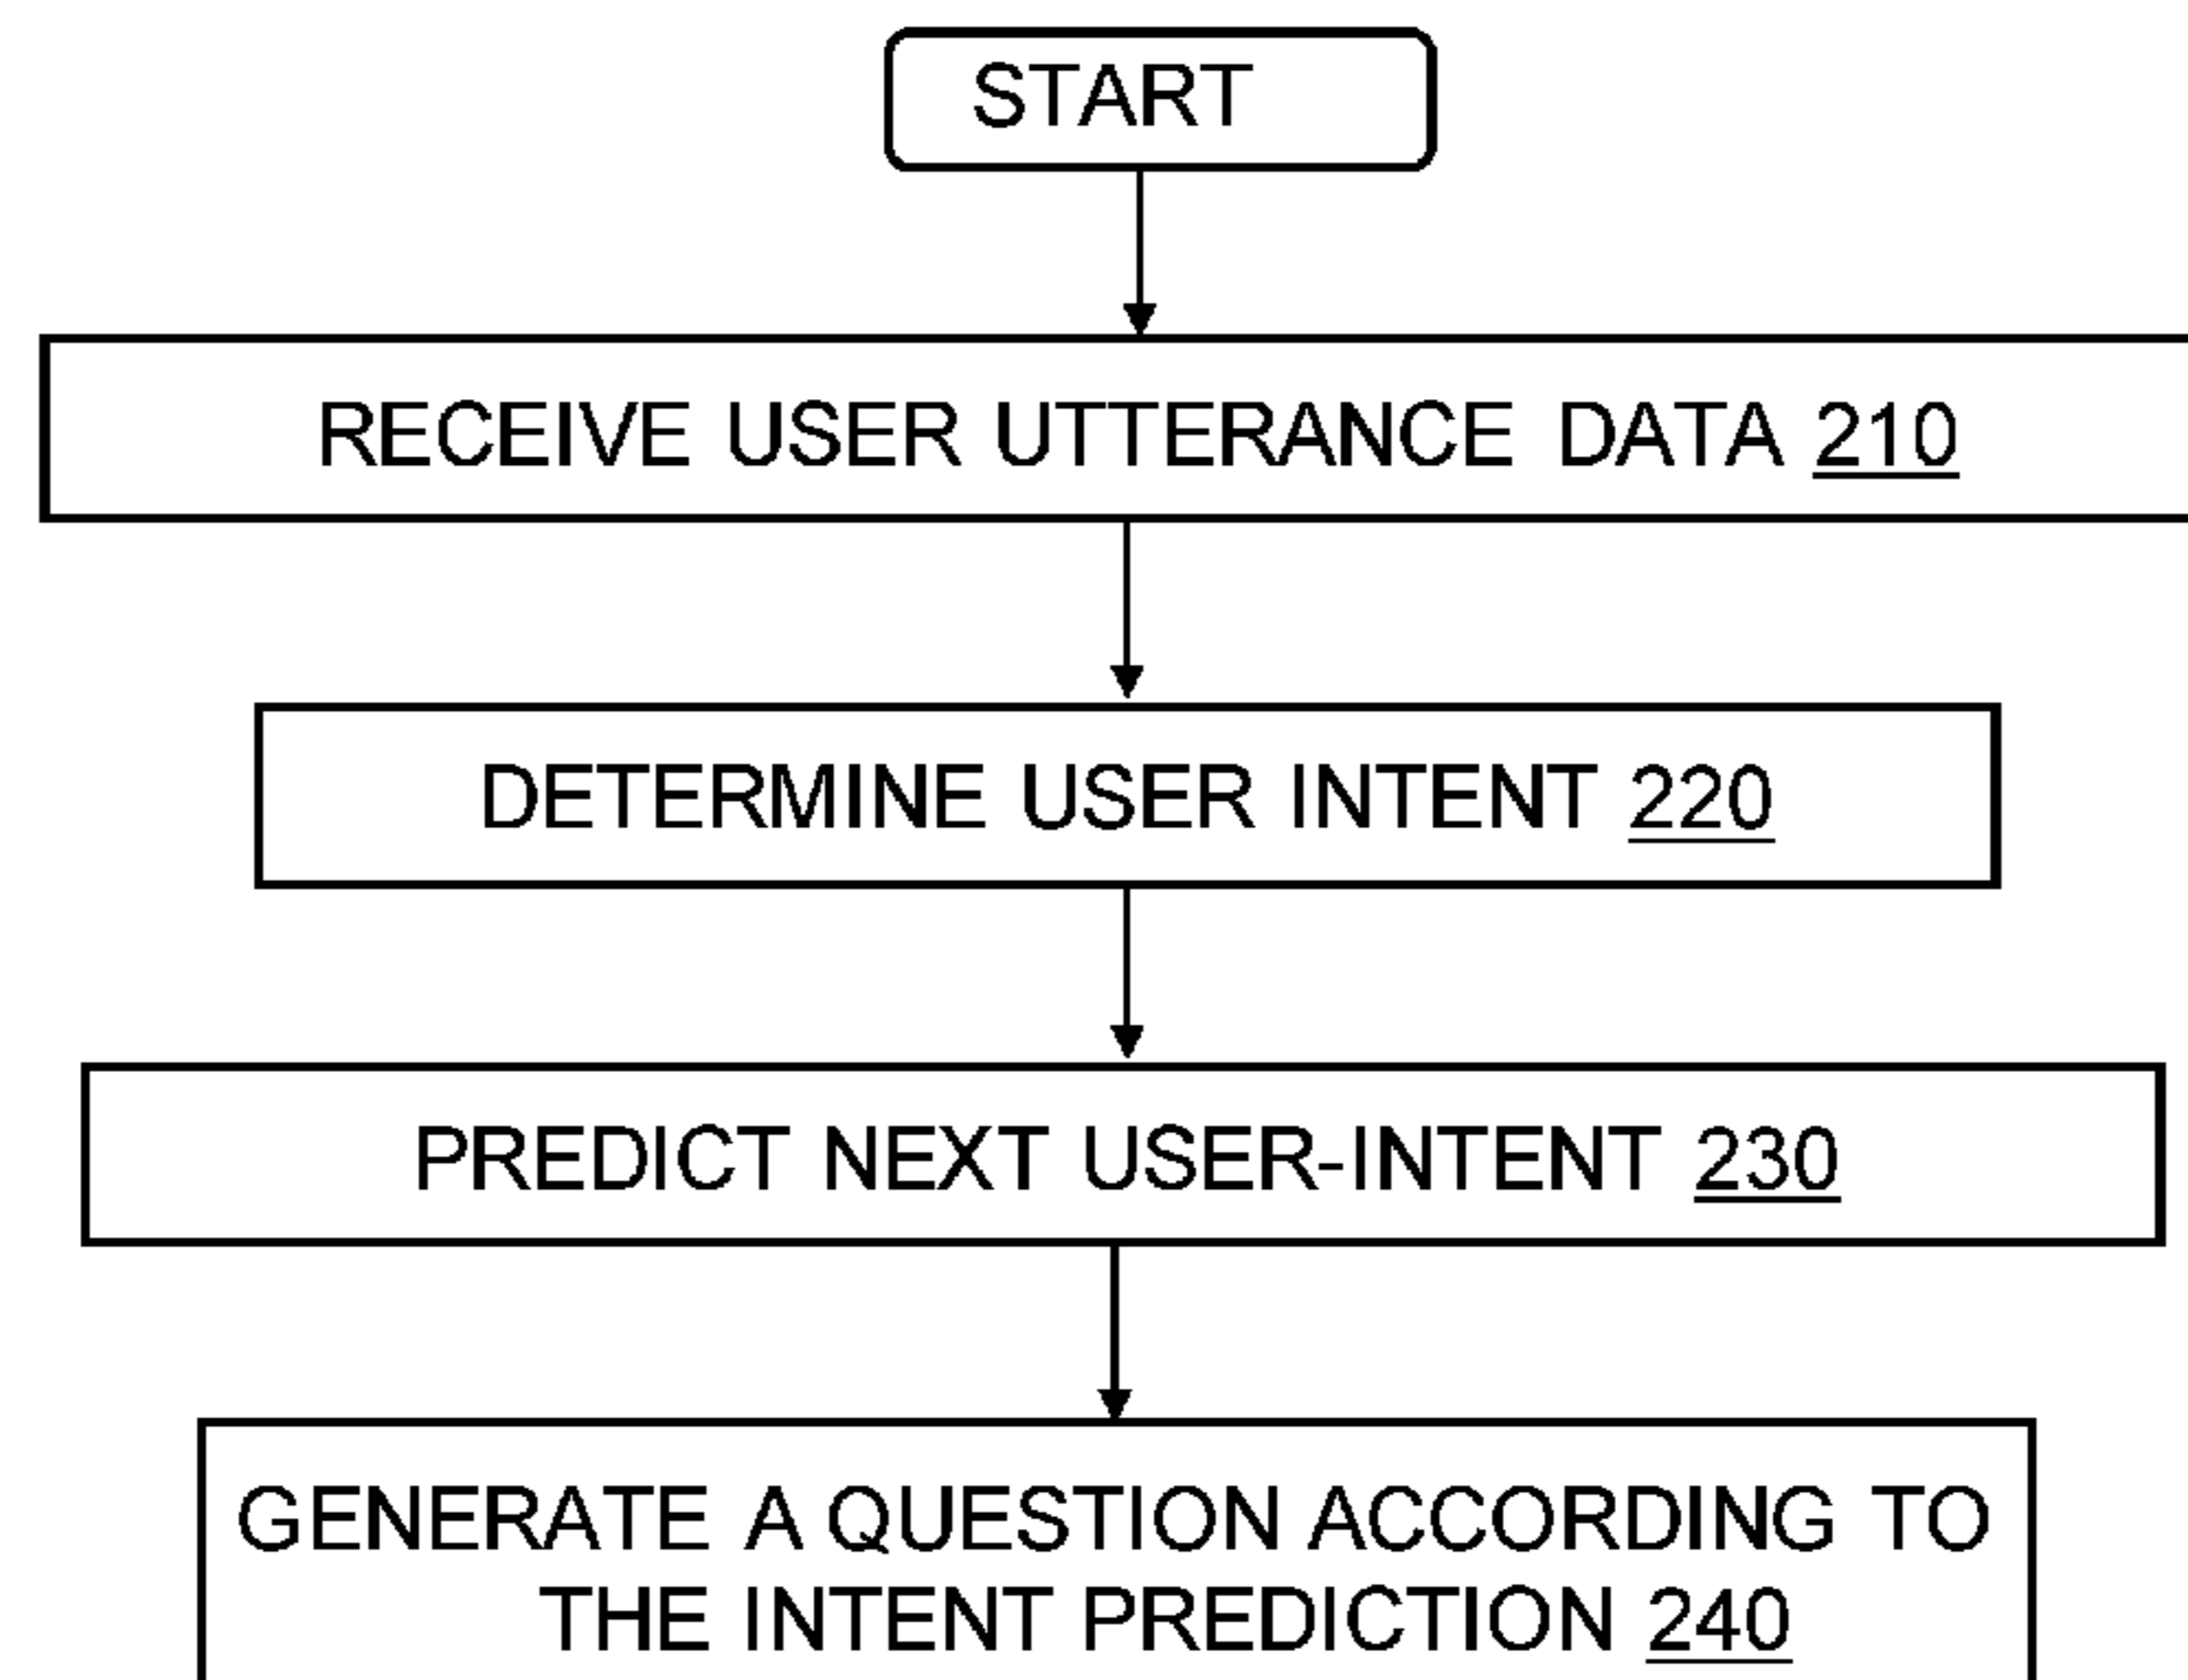 START
RECEIVE USER UTTERANCE DATA 210
DETERMINE USER INTENT 220
PREDICT NEXT USER-INTENT 230
GENERATE A QUESTION ACCORDING TO
THE INTENT PREDICTION 240